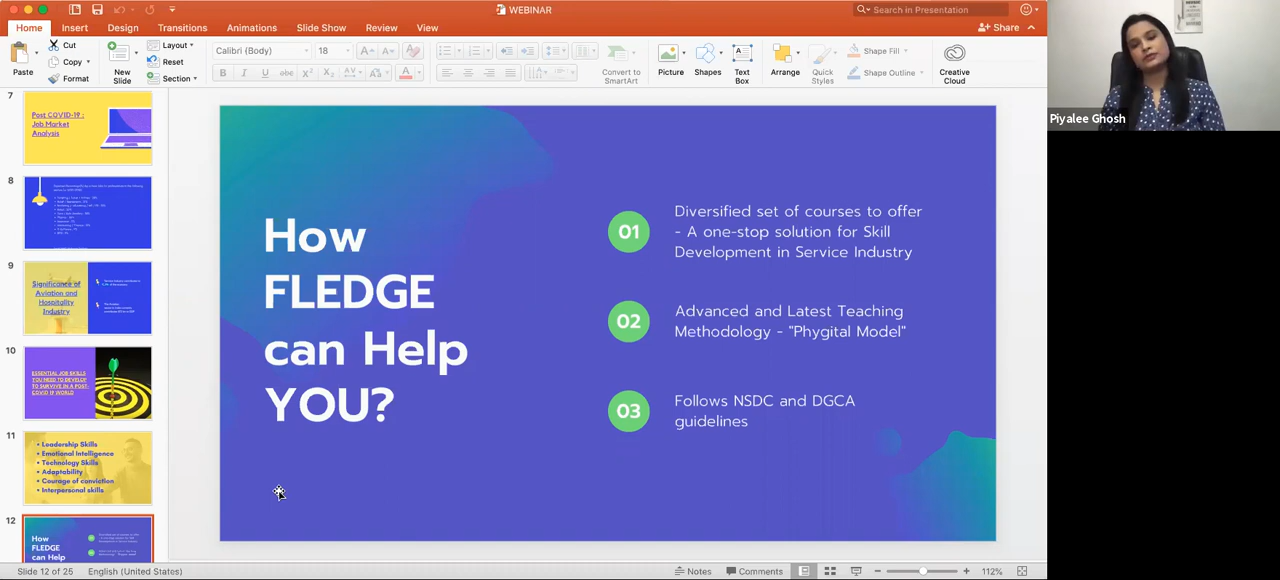 WEBINAR
Search in Presentation
Home Insert Design Transitions Animations Slide Show Review View
Share
Paste
Cut
Copy
Format
New
Slide
Layout
Reset
Section
Calibri (Body)
18
B I U abc X² X₂ AV Aa A
Convert to
SmartArt
Picture
Shapes
Text
Box
Arrange
Quick
Styles
Shape Fill
Shape Outline
Creative
Cloud
Piyalee Ghosh
7
Post COVID-19 :
Job Market
Analysis
8
9
Significance of
Aviation and
Hospitality
Industry
10
ESSENTIAL JOB SKILLS
YOU NEED TO DEVELOP
TO SURVIVE IN A POST-
COVID 19 WORLD
11
• Leadership Skills
• Emotional Intelligence
• Technology Skills
• Adaptability
• Courage of conviction
• Interpersonal skills
12
How
FLEDGE
can Help
How
FLEDGE
can Help
YOU?
01
Diversified set of courses to offer
- A one-stop solution for Skill
Development in Service Industry
02
Advanced and Latest Teaching
Methodology - "Phygital Model"
03
Follows NSDC and DGCA
guidelines
Slide 12 of 25
English (United States)
Notes
Comments
112%